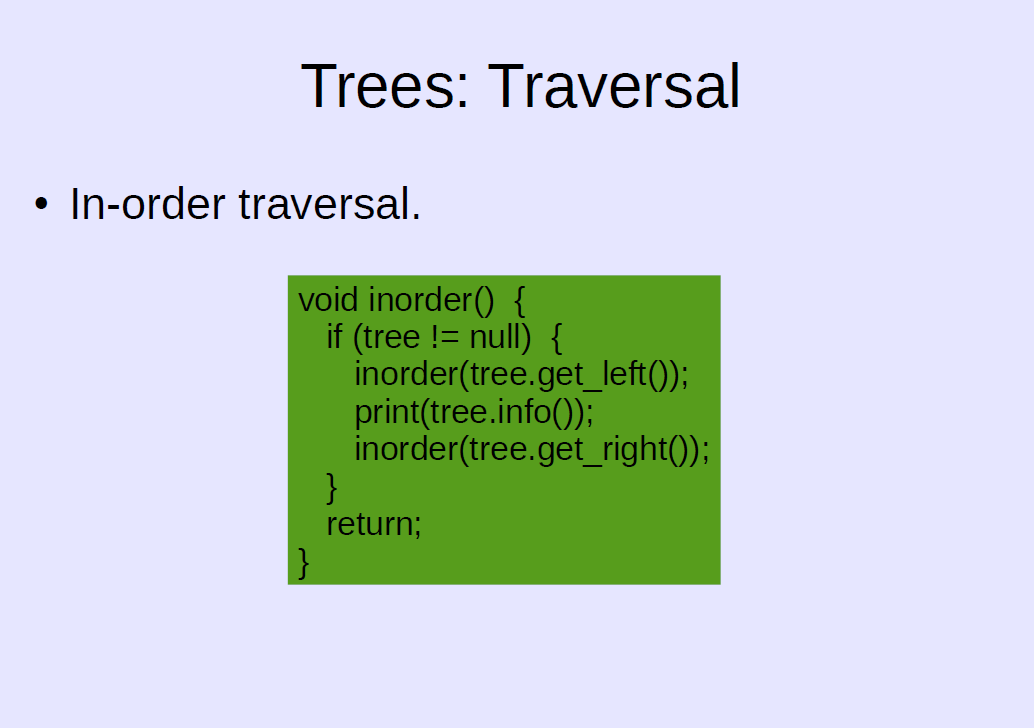 Trees: Traversal
• In-order traversal.
void inorder()  {
   if (tree != null)  {
      inorder(tree.get_left());
      print(tree.info());
      inorder(tree.get_right());
   }
   return;
}